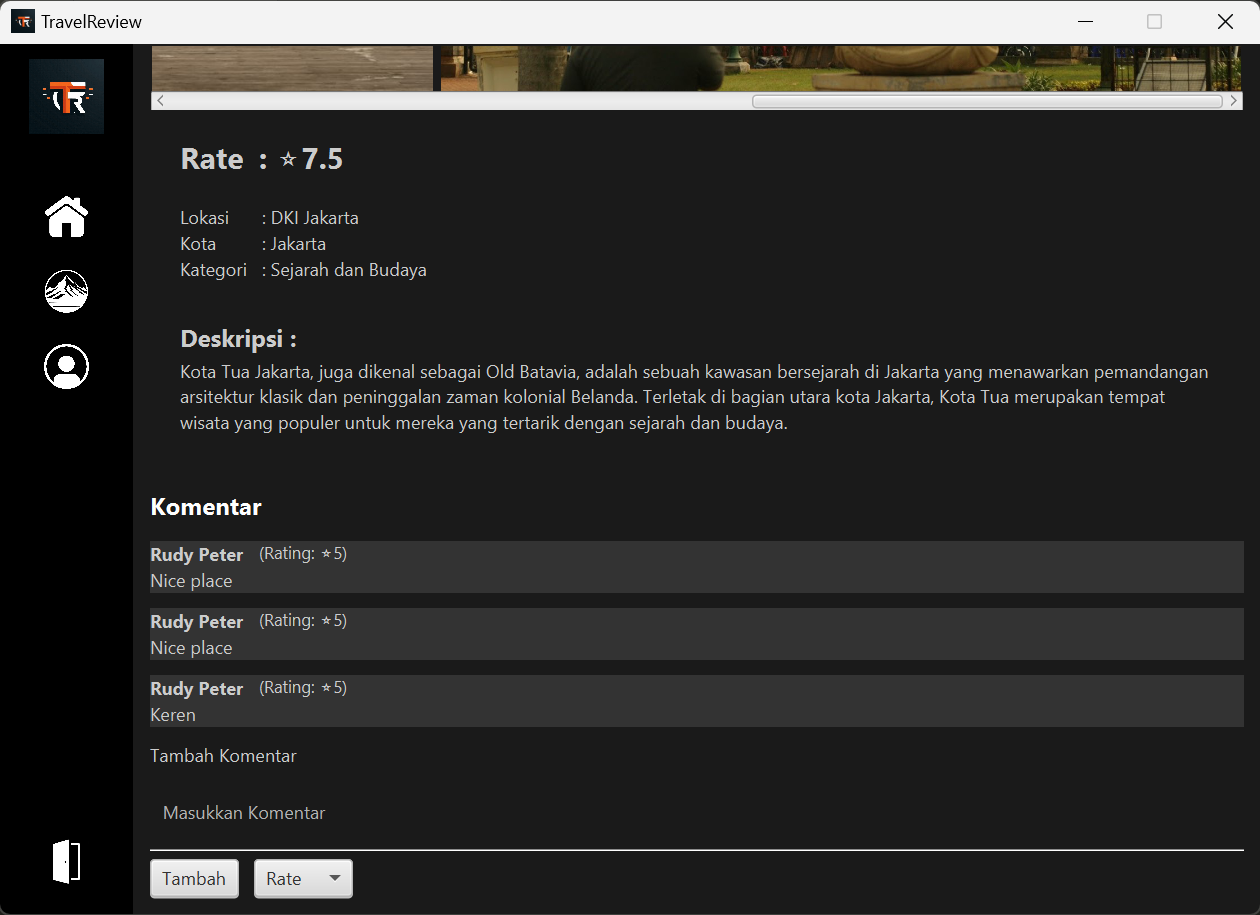 TravelReview
TR
Rate : ⭐ 7.5
Lokasi : DKI Jakarta
Kota : Jakarta
Kategori : Sejarah dan Budaya
Deskripsi :
Kota Tua Jakarta, juga dikenal sebagai Old Batavia, adalah sebuah kawasan bersejarah di Jakarta yang menawarkan pemandangan
arsitektur klasik dan peninggalan zaman kolonial Belanda. Terletak di bagian utara kota Jakarta, Kota Tua merupakan tempat
wisata yang populer untuk mereka yang tertarik dengan sejarah dan budaya.
Komentar
Rudy Peter (Rating: ⭐5)
Nice place
Rudy Peter (Rating: ⭐5)
Nice place
Rudy Peter (Rating: ⭐5)
Keren
Tambah Komentar
Masukkan Komentar
Tambah Rate